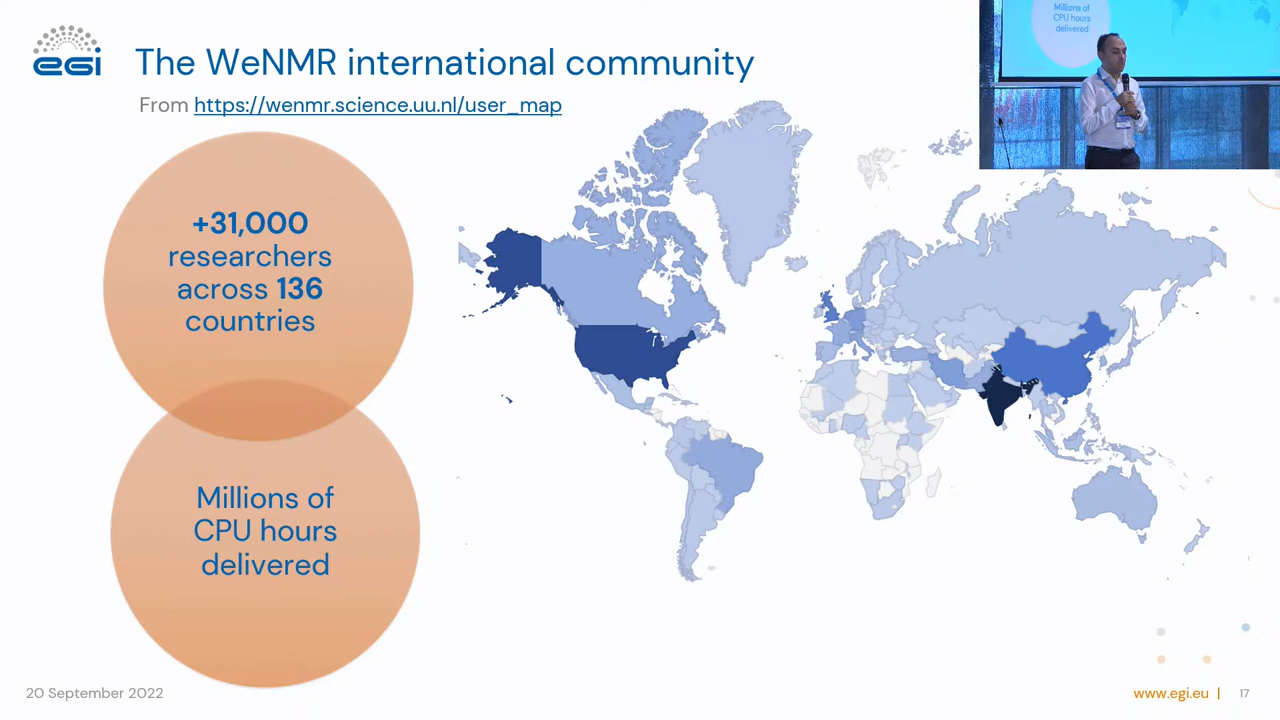 egi
The WeNMR international community
From https://wenmr.science.uu.nl/user_map
+31,000
researchers
across 136
countries
Millions of
CPU hours
delivered
Millions of
CPU hours
delivered
20 September 2022
www.egi.eu |
17